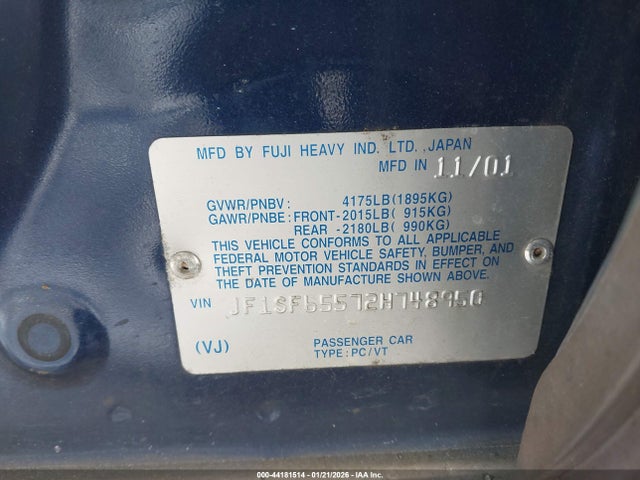 MFD BY FUJI HEAVY IND. LTD. JAPAN
MFD IN 11/01
GVWR/PNBV: 4175LB(1895KG)
GAWR/PNBE: FRONT-2015LB( 915KG)
REAR -2180LB( 990KG)
THIS VEHICLE CONFORMS TO ALL APPLICABLE
FEDERAL MOTOR VEHICLE SAFETY, BUMPER, AND
THEFT PREVENTION STANDARDS IN EFFECT ON
THE DATE OF MANUFACTURE SHOWN ABOVE.
VIN JF1SF65572H748950
(VJ) PASSENGER CAR
TYPE: PC/VT
000-44181514 - 01/21/2026 - IAA Inc.